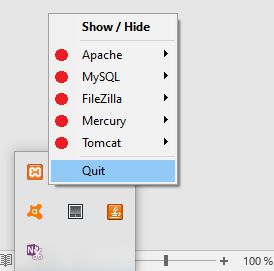 Show / Hide
Apache
MySQL
FileZilla
Mercury
Tomcat
Quit
100 %